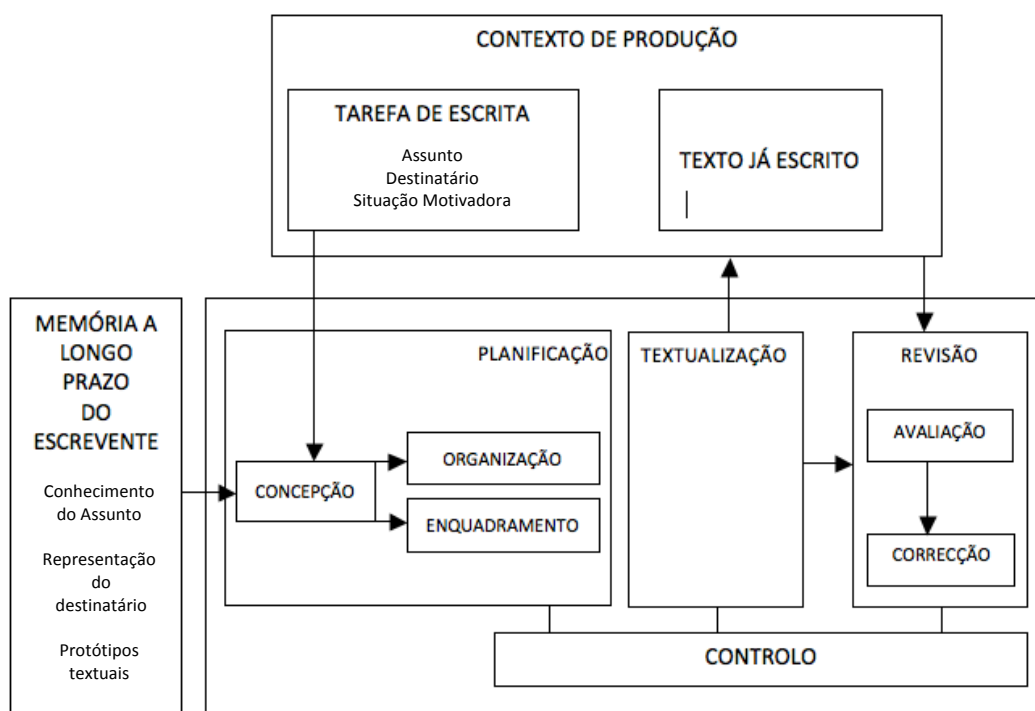 CONTEXTO DE PRODUÇÃO
TAREFA DE ESCRITA
Assunto
Destinatário
Situação Motivadora
TEXTO JÁ ESCRITO
MEMÓRIA A
LONGO
PRAZO
DO
ESCREVENTE
Conhecimento
do Assunto
Representação
do
destinatário
Protótipos
textuais
PLANIFICAÇÃO
CONCEPÇÃO
ORGANIZAÇÃO
ENQUADRAMENTO
TEXTUALIZAÇÃO
REVISÃO
AVALIAÇÃO
CORRECÇÃO
CONTROLO